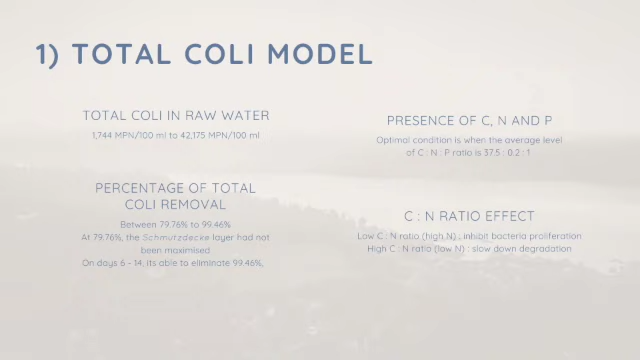 1) TOTAL COLI MODEL
TOTAL COLI IN RAW WATER
1,744 MPN/100 ml to 42,175 MPN/100 ml
PERCENTAGE OF TOTAL
COLI REMOVAL
Between 79.76% to 99.46%
At 79.76%, the Schmutzdecke layer had not
been maximised.
On days 6 - 14, its able to eliminate 99.46%.
PRESENCE OF C, N AND P
Optimal condition is when the average level
of C : N : P ratio is 37.5 : 0.2 : 1
C : N RATIO EFFECT
Low C : N ratio (high N) : inhibit bacteria proliferation
High C : N ratio (low N) : slow down degradation